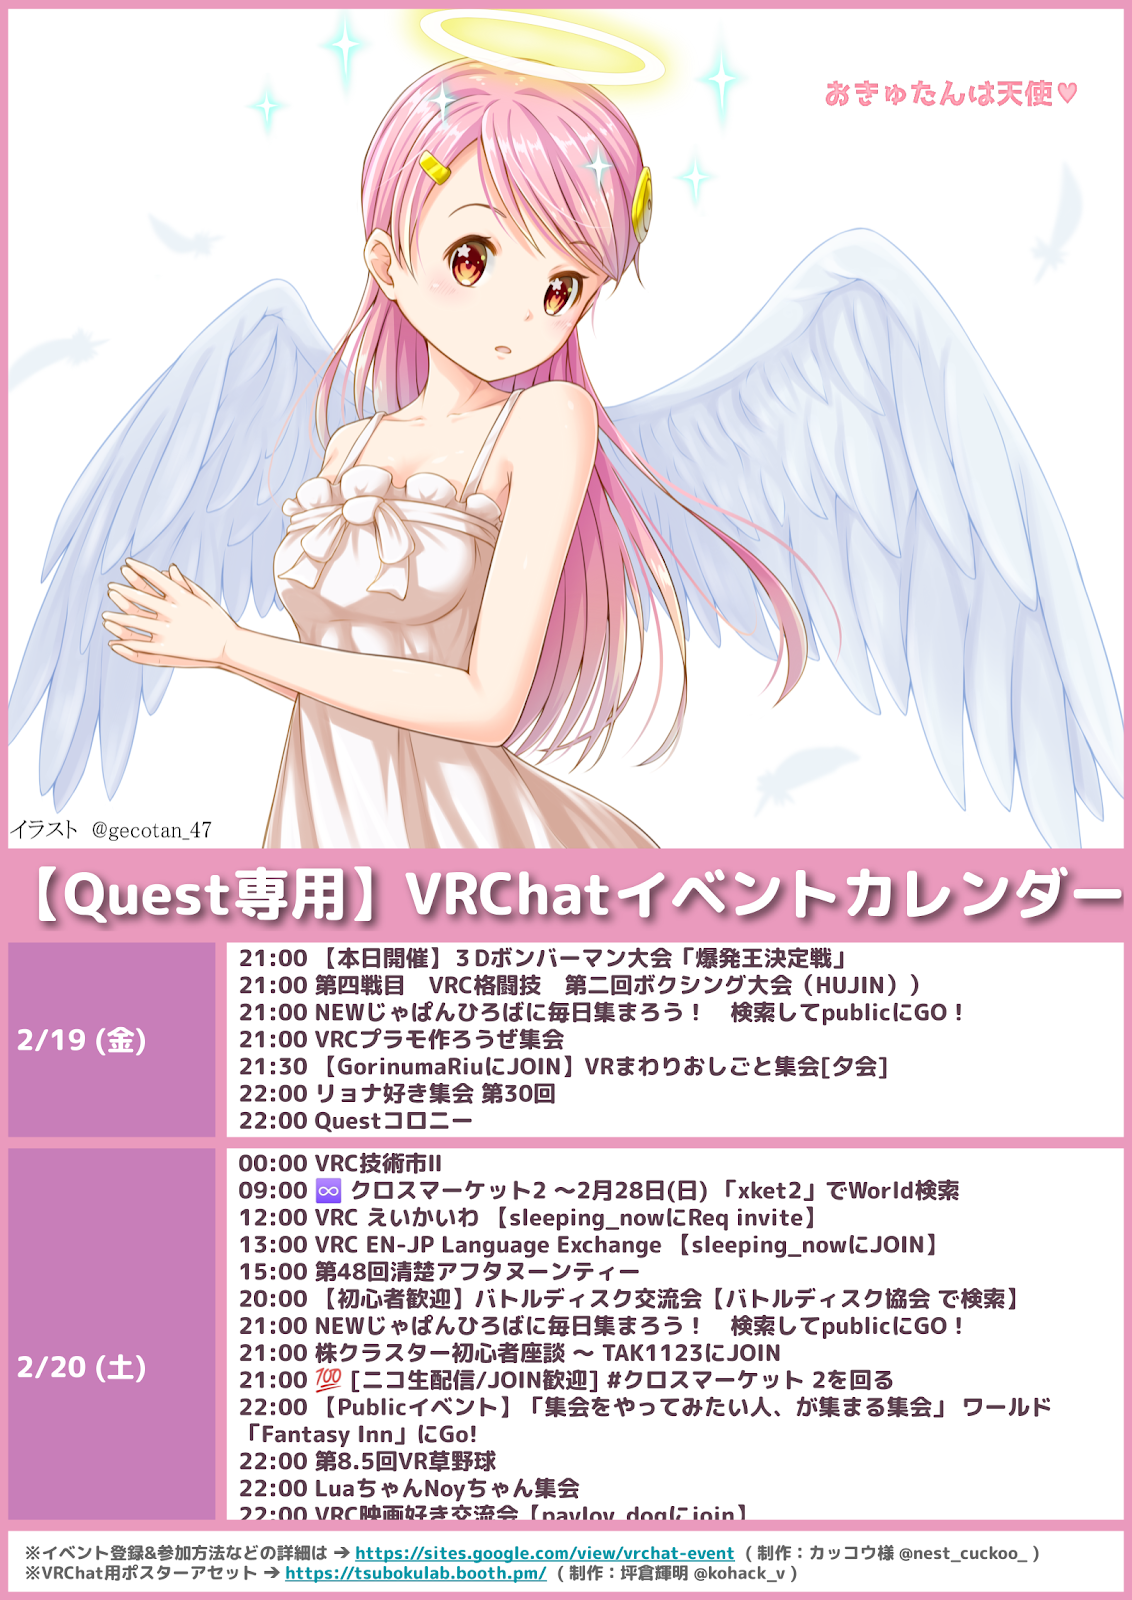 おきゅたんは天使♥
イラスト @gecotan_47
【Quest専用】VRChatイベントカレンダー
2/19 (金)
21:00 【本日開催】３Dボンバーマン大会「爆発王決定戦」
21:00 第四戦目　VRC格闘技　第二回ボクシング大会（HUJIN））
21:00 NEWじゃぱんひろばに毎日集まろう！　検索してpublicにGO！
21:00 VRCプラモ作ろうぜ集会
21:30 【GorinumaRiuにJOIN】VRまわりおしごと集会[夕会]
22:00 リョナ好き集会 第30回
22:00 Questコロニー
2/20 (土)
00:00 VRC技術市II
09:00 ♾️ クロスマーケット2 ～2月28日(日) 「xket2」でWorld検索
12:00 VRC えいかいわ 【sleeping_nowにReq invite】
13:00 VRC EN-JP Language Exchange 【sleeping_nowにJOIN】
15:00 第48回清楚アフタヌーンティー
20:00 【初心者歓迎】バトルディスク交流会【バトルディスク協会 で検索】
21:00 NEWじゃぱんひろばに毎日集まろう！　検索してpublicにGO！
21:00 株クラスター初心者座談 ～ TAK1123にJOIN
21:00 💯 [ニコ生配信/JOIN歓迎] #クロスマーケット 2を回る
22:00 【Publicイベント】「集会をやってみたい人、が集まる集会」 ワールド
「Fantasy Inn」にGo!
22:00 第8.5回VR草野球
22:00 LuaちゃんNoyちゃん集会
22:00 VRC映画好き交流会【pavlov_dogにjoin】
※イベント登録&参加方法などの詳細は → https://sites.google.com/view/vrchat-event ( 制作：カッコウ様 @nest_cuckoo_ )
※VRChat用ポスターアセット → https://tsubokulab.booth.pm/ ( 制作：坪倉輝明 @kohack_v )